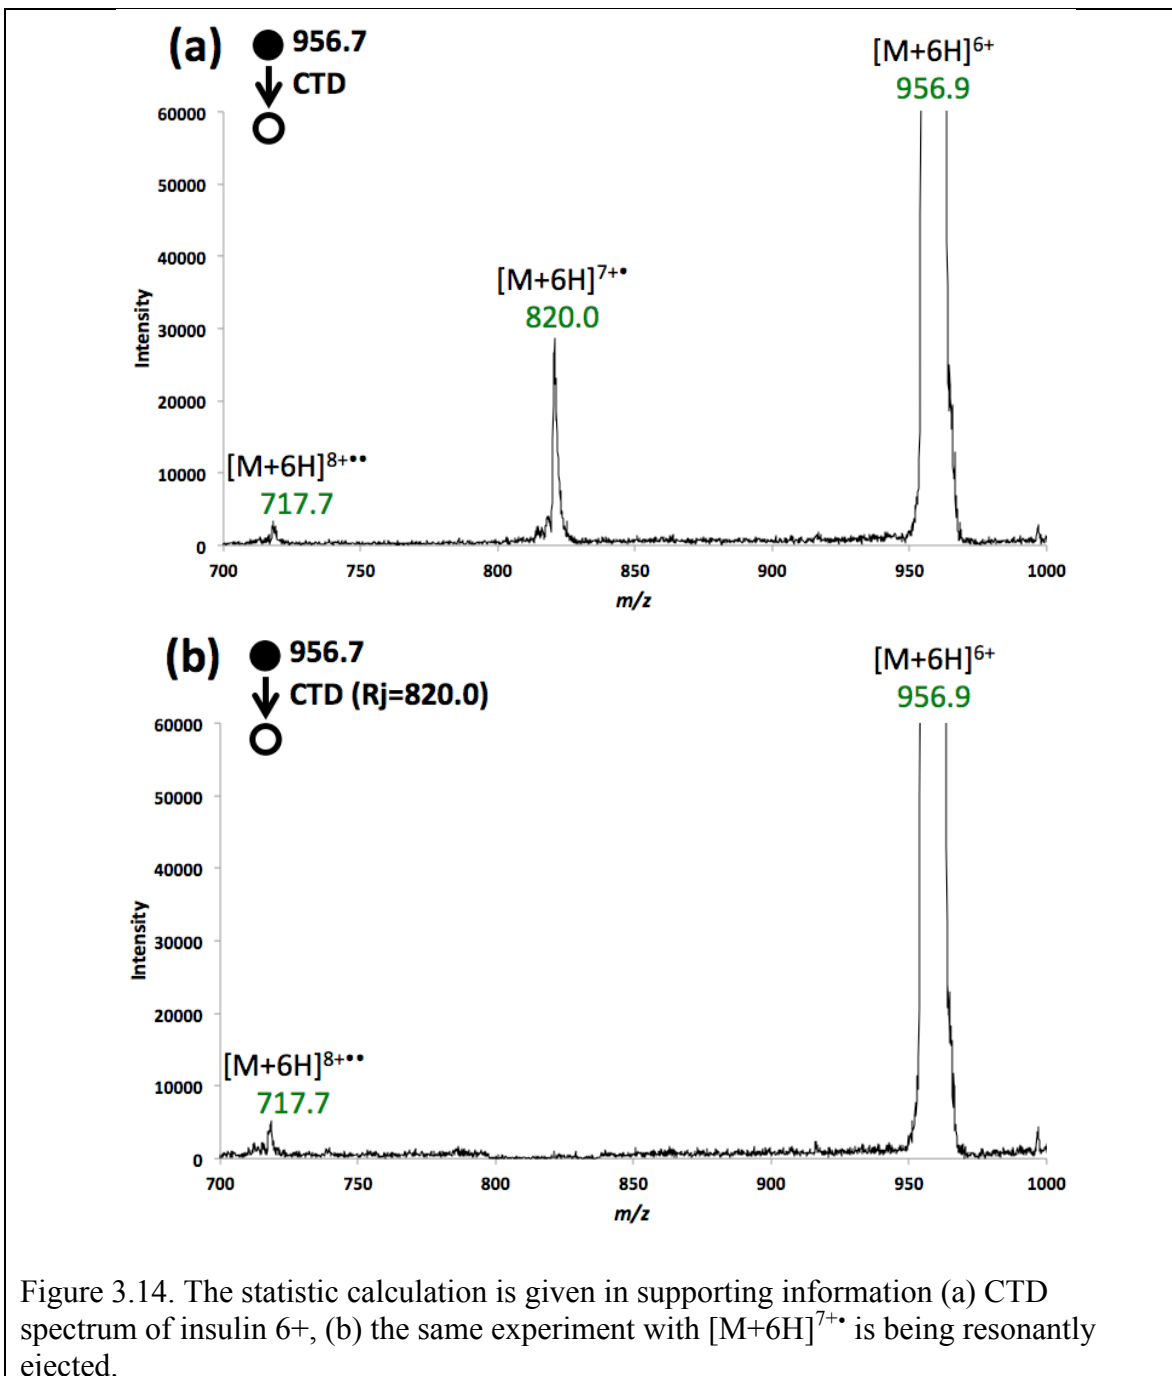 (a)
956.7
CTD
[M+6H]6+
956.9
60000
50000
40000
30000
20000
10000
0
Intensity
[M+6H]7+•
820.0
[M+6H]8+••
717.7
700 750 800 850 900 950 1000
m/z
(b)
956.7
CTD (Rj=820.0)
[M+6H]6+
956.9
60000
50000
40000
30000
20000
10000
0
Intensity
[M+6H]8+••
717.7
700 750 800 850 900 950 1000
m/z
Figure 3.14. The statistic calculation is given in supporting information (a) CTD
spectrum of insulin 6+, (b) the same experiment with [M+6H]7+• is being resonantly
ejected.